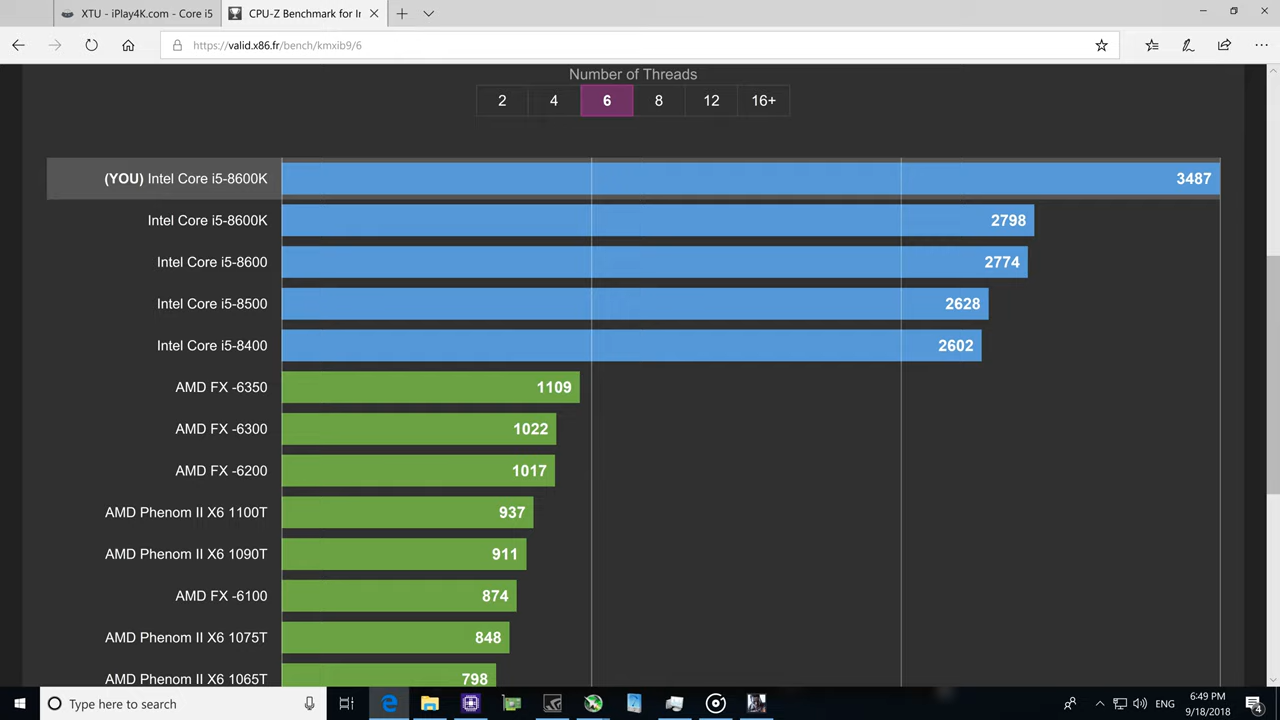 XTU - iPlay4K.com - Core i5
CPU-Z Benchmark for In
https://valid.x86.fr/bench/kmxib9/6
Number of Threads
2 4 6 8 12 16+
(YOU) Intel Core i5-8600K 3487
Intel Core i5-8600K 2798
Intel Core i5-8600 2774
Intel Core i5-8500 2628
Intel Core i5-8400 2602
AMD FX -6350 1109
AMD FX -6300 1022
AMD FX -6200 1017
AMD Phenom II X6 1100T 937
AMD Phenom II X6 1090T 911
AMD FX -6100 874
AMD Phenom II X6 1075T 848
AMD Phenom II X6 1065T 798
Type here to search
ENG
6:49 PM
9/18/2018
4